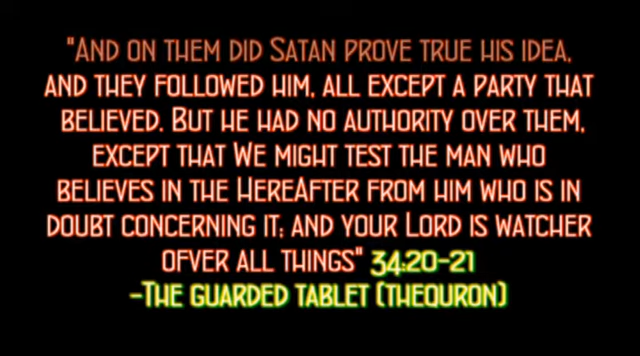 "And on them did Satan prove true his idea,
and they followed him, all except a party that
believed. But he had no authority over them,
except that We might test the man who
believes in the HereAfter from him who is in
doubt concerning it: and your Lord is watcher
ofver all things" 34:20-21
-The guarded tablet (thequron)